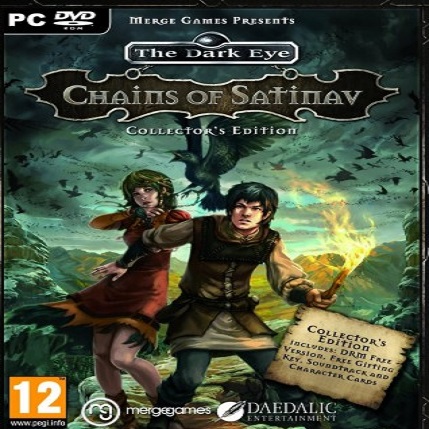 PC DVD
ROM
Merge Games Presents
The Dark Eye
Chains of Satinav
Collector's Edition
Collector's
Edition
includes: DRM Free
Version, Free Gifting
Key, Soundtrack and
Character Cards
12
www.pegi.info
mergegames
DAEDALIC
ENTERTAINMENT